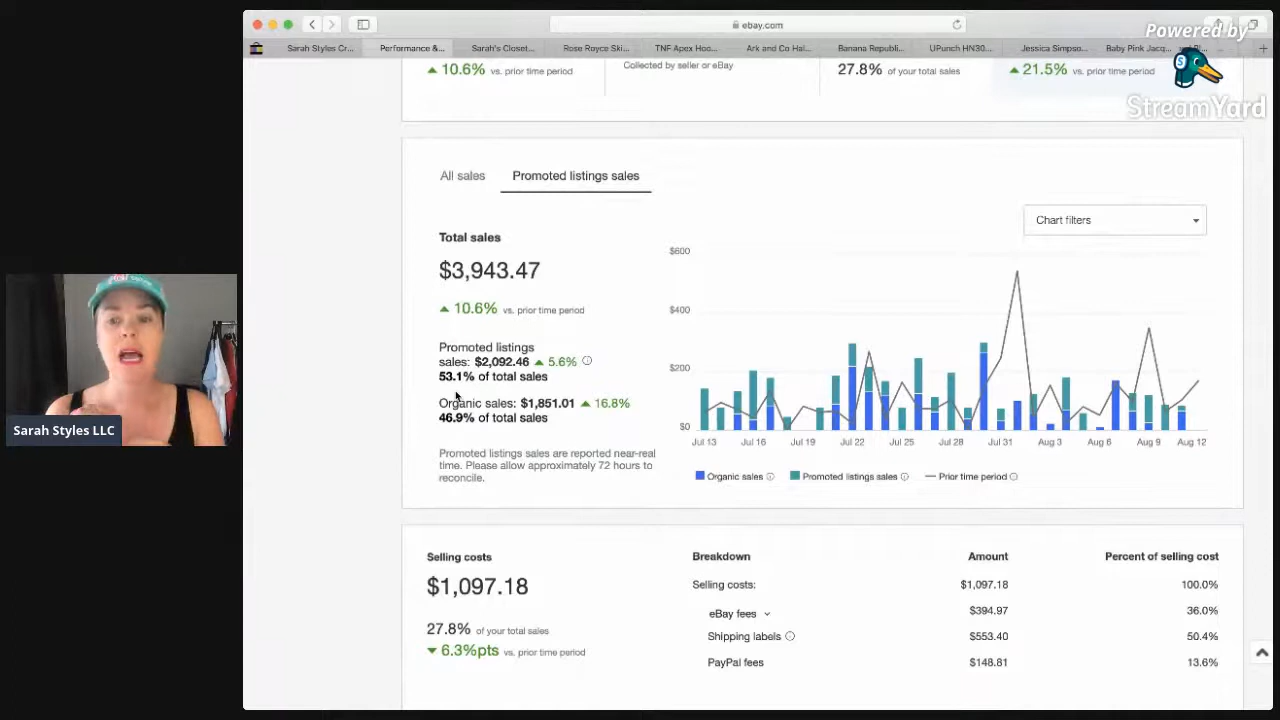 ebay.com
Powered by
Sarah Styles Cr...
Performance &...
Sarah's Closet...
Rose Royce Ski...
TNF Apex Hoo...
Ark and Co Hal...
Banana Republi...
UPunch HN30...
Jessica Simpso...
Baby Pink Jacq...
10.6% vs. prior time period
Collected by seller or eBay
27.8% of your total sales
21.5% vs. prior time period
StreamYard
All sales
Promoted listings sales
Chart filters
Total sales
$3,943.47
10.6% vs. prior time period
Promoted listings
sales: $2,092.46 5.6%
53.1% of total sales
Organic sales: $1,851.01 16.8%
46.9% of total sales
Promoted listings sales are reported near-real
time. Please allow approximately 72 hours to
reconcile.
$600
$400
$200
$0
Jul 13 Jul 16 Jul 19 Jul 22 Jul 25 Jul 28 Jul 31 Aug 3 Aug 6 Aug 9 Aug 12
Organic sales Promoted listings sales Prior time period
Sarah Styles LLC
Selling costs
$1,097.18
27.8% of your total sales
6.3%pts vs. prior time period
Breakdown Amount Percent of selling cost
Selling costs: $1,097.18 100.0%
eBay fees $394.97 36.0%
Shipping labels $553.40 50.4%
PayPal fees $148.81 13.6%